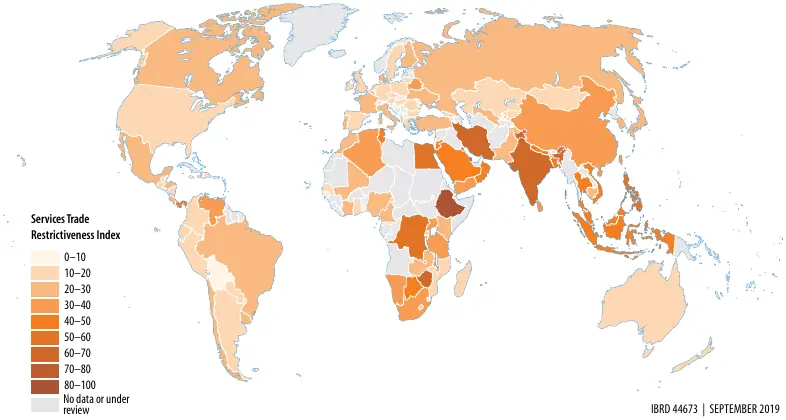 Services Trade
Restrictiveness Index
0–10
10–20
20–30
30–40
40–50
50–60
60–70
70–80
80–100
No data or under
review
IBRD 44673 | SEPTEMBER 2019